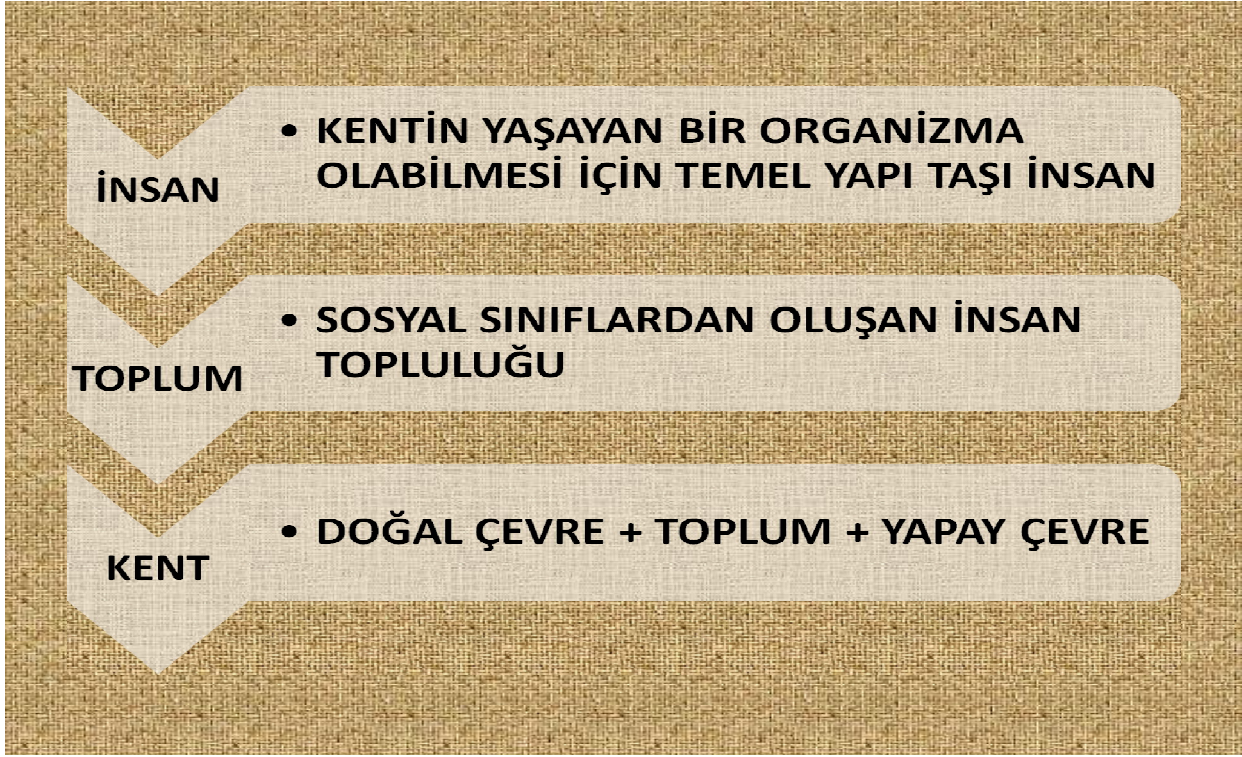 İNSAN
• KENTİN YAŞAYAN BİR ORGANİZMA
OLABİLMESİ İÇİN TEMEL YAPI TAŞI İNSAN
TOPLUM
• SOSYAL SINIFLARDAN OLUŞAN İNSAN
TOPLULUĞU
KENT
• DOĞAL ÇEVRE + TOPLUM + YAPAY ÇEVRE